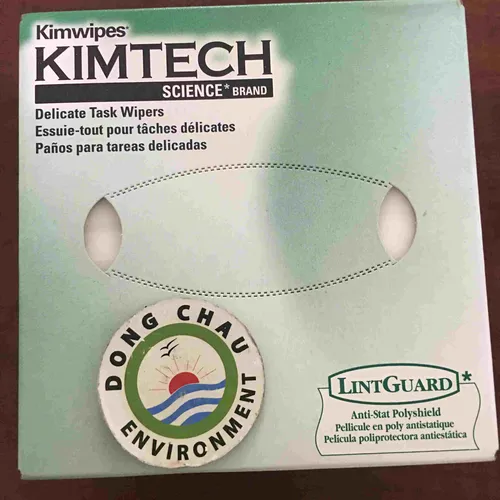 Kimwipes*
KIMTECH
SCIENCE* BRAND
Delicate Task Wipers
Essuie-tout pour tâches délicates
Paños para tareas delicadas
DONG CHAU
ENVIRONMENT
LINTGUARD*
Anti-Stat Polyshield
Pellicule en poly antistatique
Película poliprotectora antiestática